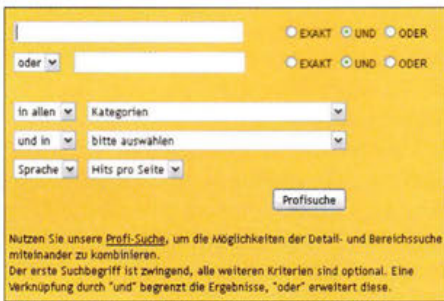 EXAKT UND ODER
oder EXAKT UND ODER
in allen Kategorien
und in bitte auswählen
Sprache Hits pro Seite
Profisuche
Nutzen Sie unsere Profi-Suche, um die Möglichkeiten der Detail- und Bereichssuche
miteinander zu kombinieren.
Der erste Suchbegriff ist zwingend, alle weiteren Kriterien sind optional. Eine
Verknüpfung durch "und" begrenzt die Ergebnisse, "oder" erweitert diese.